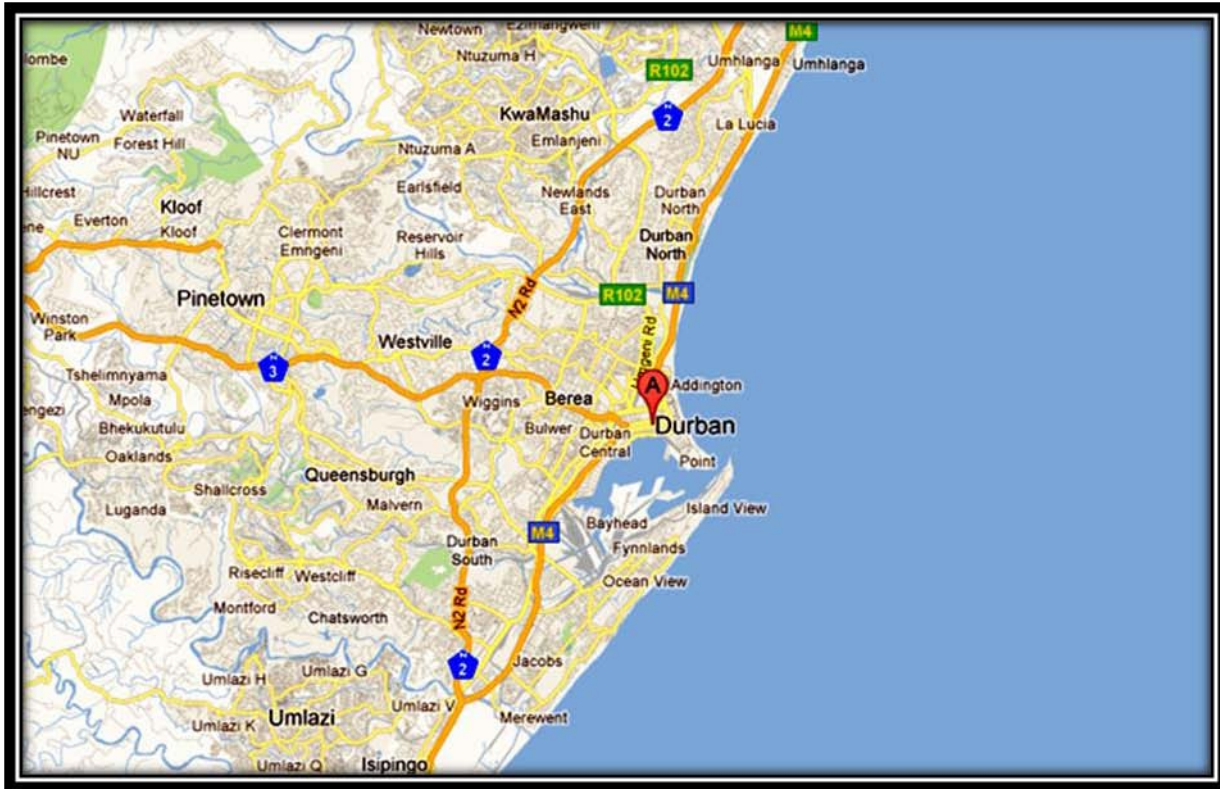 Newtown
Ezimangweni
M4
Ntuzuma H
Umhlanga
Umhlanga
R102
KwaMashu
N
2
Waterfall
La Lucia
Pinetown
NU
Forest Hill
Emlanjeni
Ntuzuma A
Hillcrest
Earlsfield
Newlands
East
Durban
North
Kloof
Everton
Kloof
Clermont
Emngeni
Reservoir
Hills
Durban
North
Pinetown
N2 Rd
R102
M4
Winston
Park
Westville
N
2
N
3
Tshelimnyama
A
Addington
Mpola
Wiggins
Berea
Bhekukutulu
Bulwer
Durban
Central
Durban
Oaklands
Point
Queensburgh
Shallcross
Luganda
Malvern
Island View
Bayhead
M4
Durban
South
Fynnlands
Risecliff
Westcliff
Ocean View
Montford
N2 Rd
Chatsworth
N
2
Jacobs
Umlazi H
Umlazi G
Umlazi V
Umlazi K
Umlazi
Merewent
Umlazi Q
Isipingo